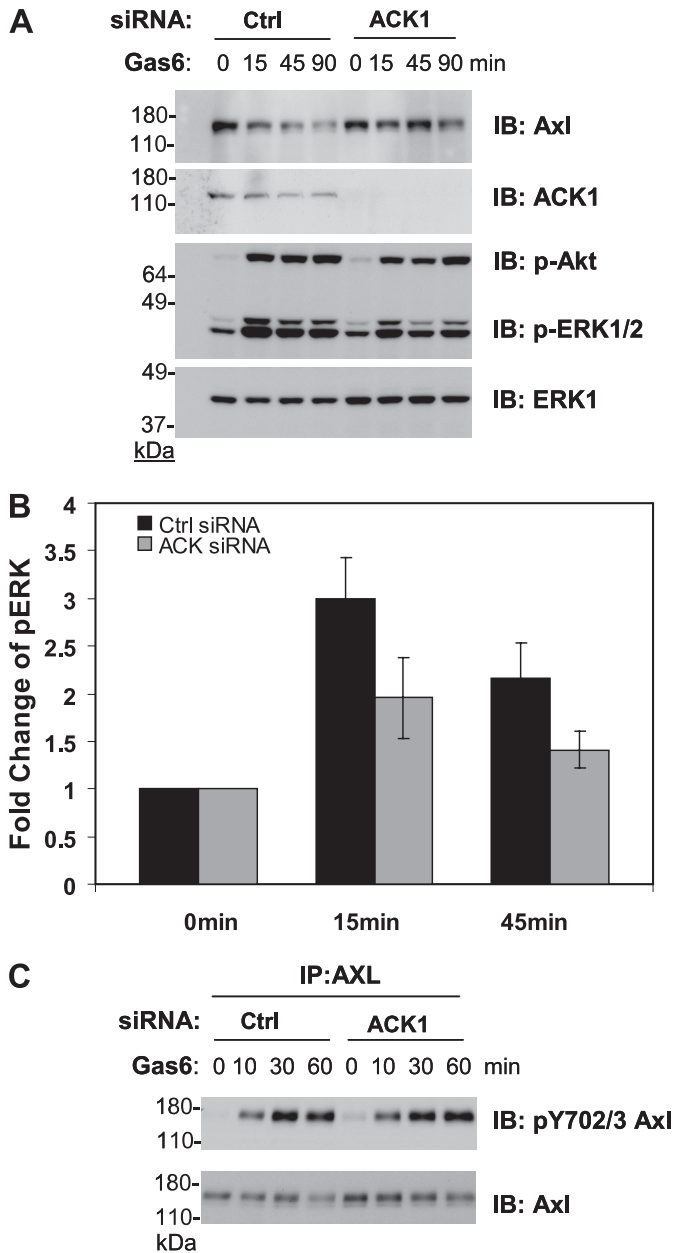 A
siRNA: Ctrl ACK1
Gas6: 0 15 45 90 0 15 45 90 min
180-
110-
IB: Axl
180-
110-
IB: ACK1
IB: p-Akt
64-
49-
IB: p-ERK1/2
49-
IB: ERK1
37-
kDa
B
Fold Change of pERK
4
3.5
3
2.5
2
1.5
1
0.5
0
Ctrl siRNA
ACK siRNA
0min 15min 45min
C
IP:AXL
siRNA: Ctrl ACK1
Gas6: 0 10 30 60 0 10 30 60 min
180-
110-
IB: pY702/3 Axl
180-
110-
IB: Axl
kDa